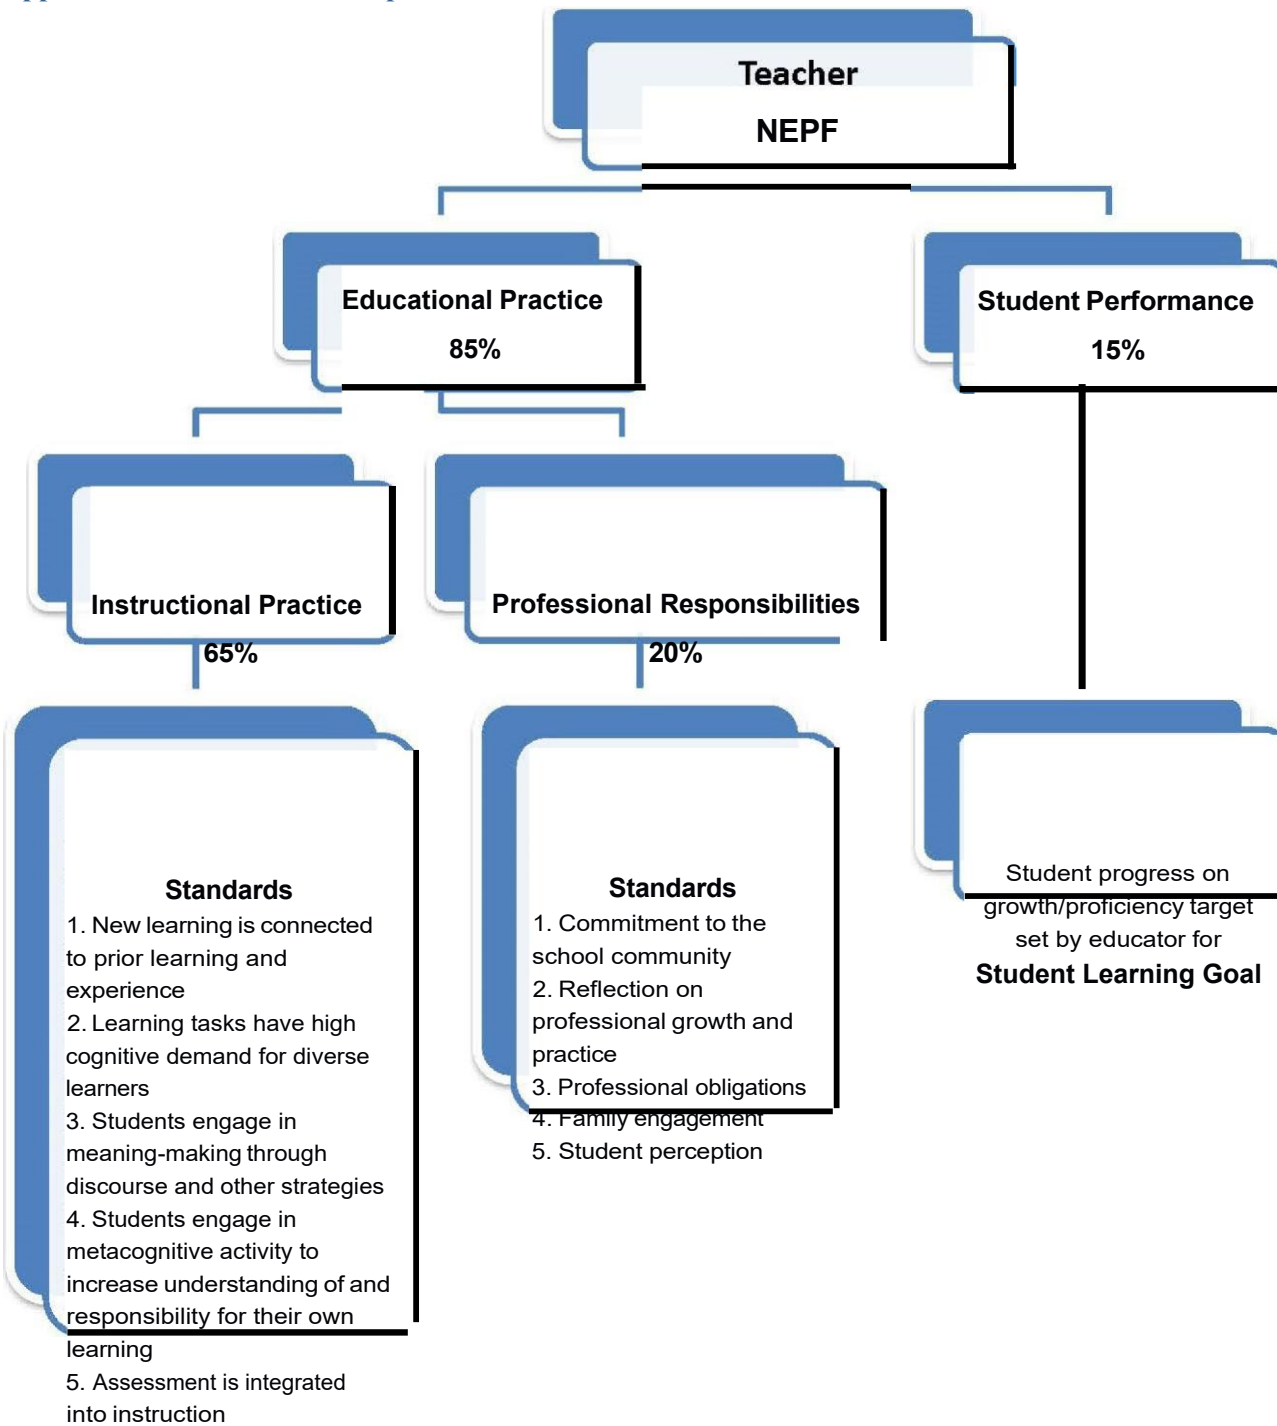 Teacher
NEPF
Educational Practice
85%
Student Performance
15%
Instructional Practice
65%
Professional Responsibilities
20%
Standards
1. New learning is connected
to prior learning and
experience
2. Learning tasks have high
cognitive demand for diverse
learners
3. Students engage in
meaning-making through
discourse and other strategies
4. Students engage in
metacognitive activity to
increase understanding of and
responsibility for their own
learning
5. Assessment is integrated
into instruction
Standards
1. Commitment to the
school community
2. Reflection on
professional growth and
practice
3. Professional obligations
4. Family engagement
5. Student perception
Student progress on
growth/proficiency target
set by educator for
Student Learning Goal